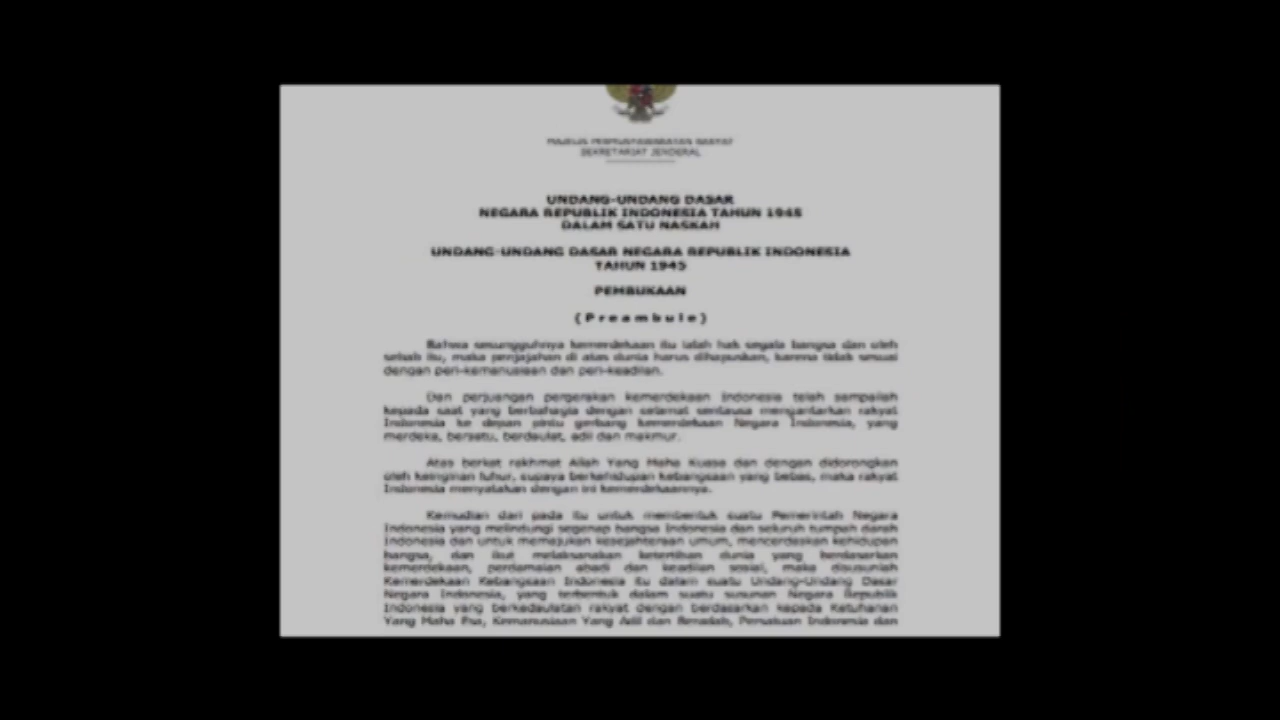 MAJELIS PERMUSYAWARATAN RAKYAT
SEKRETARIAT JENDERAL
UNDANG-UNDANG DASAR
NEGARA REPUBLIK INDONESIA TAHUN 1945
DALAM SATU NASKAH
UNDANG-UNDANG DASAR NEGARA REPUBLIK INDONESIA
TAHUN 1945
PEMBUKAAN
( P r e a m b u l e )
Bahwa sesungguhnya kemerdekaan itu ialah hak segala bangsa dan oleh
sebab itu, maka penjajahan di atas dunia harus dihapuskan, karena tidak sesuai
dengan peri-kemanusiaan dan peri-keadilan.
Dan perjuangan pergerakan kemerdekaan Indonesia telah sampailah
kepada saat yang berbahagia dengan selamat sentausa mengantarkan rakyat
Indonesia ke depan pintu gerbang kemerdekaan Negara Indonesia, yang
merdeka, bersatu, berdaulat, adil dan makmur.
Atas berkat rakhmat Allah Yang Maha Kuasa dan dengan didorongkan
oleh keinginan luhur, supaya berkehidupan kebangsaan yang bebas, maka rakyat
Indonesia menyatakan dengan ini kemerdekaannya.
Kemudian dari pada itu untuk membentuk suatu Pemerintah Negara
Indonesia yang melindungi segenap bangsa Indonesia dan seluruh tumpah darah
Indonesia dan untuk memajukan kesejahteraan umum, mencerdaskan kehidupan
bangsa, dan ikut melaksanakan ketertiban dunia yang berdasarkan
kemerdekaan, perdamaian abadi dan keadilan sosial, maka disusunlah
Kemerdekaan Kebangsaan Indonesia itu dalam suatu Undang-Undang Dasar
Negara Indonesia, yang terbentuk dalam suatu susunan Negara Republik
Indonesia yang berkedaulatan rakyat dengan berdasarkan kepada Ketuhanan
Yang Maha Esa, Kemanusiaan Yang Adil dan Beradab, Persatuan Indonesia dan